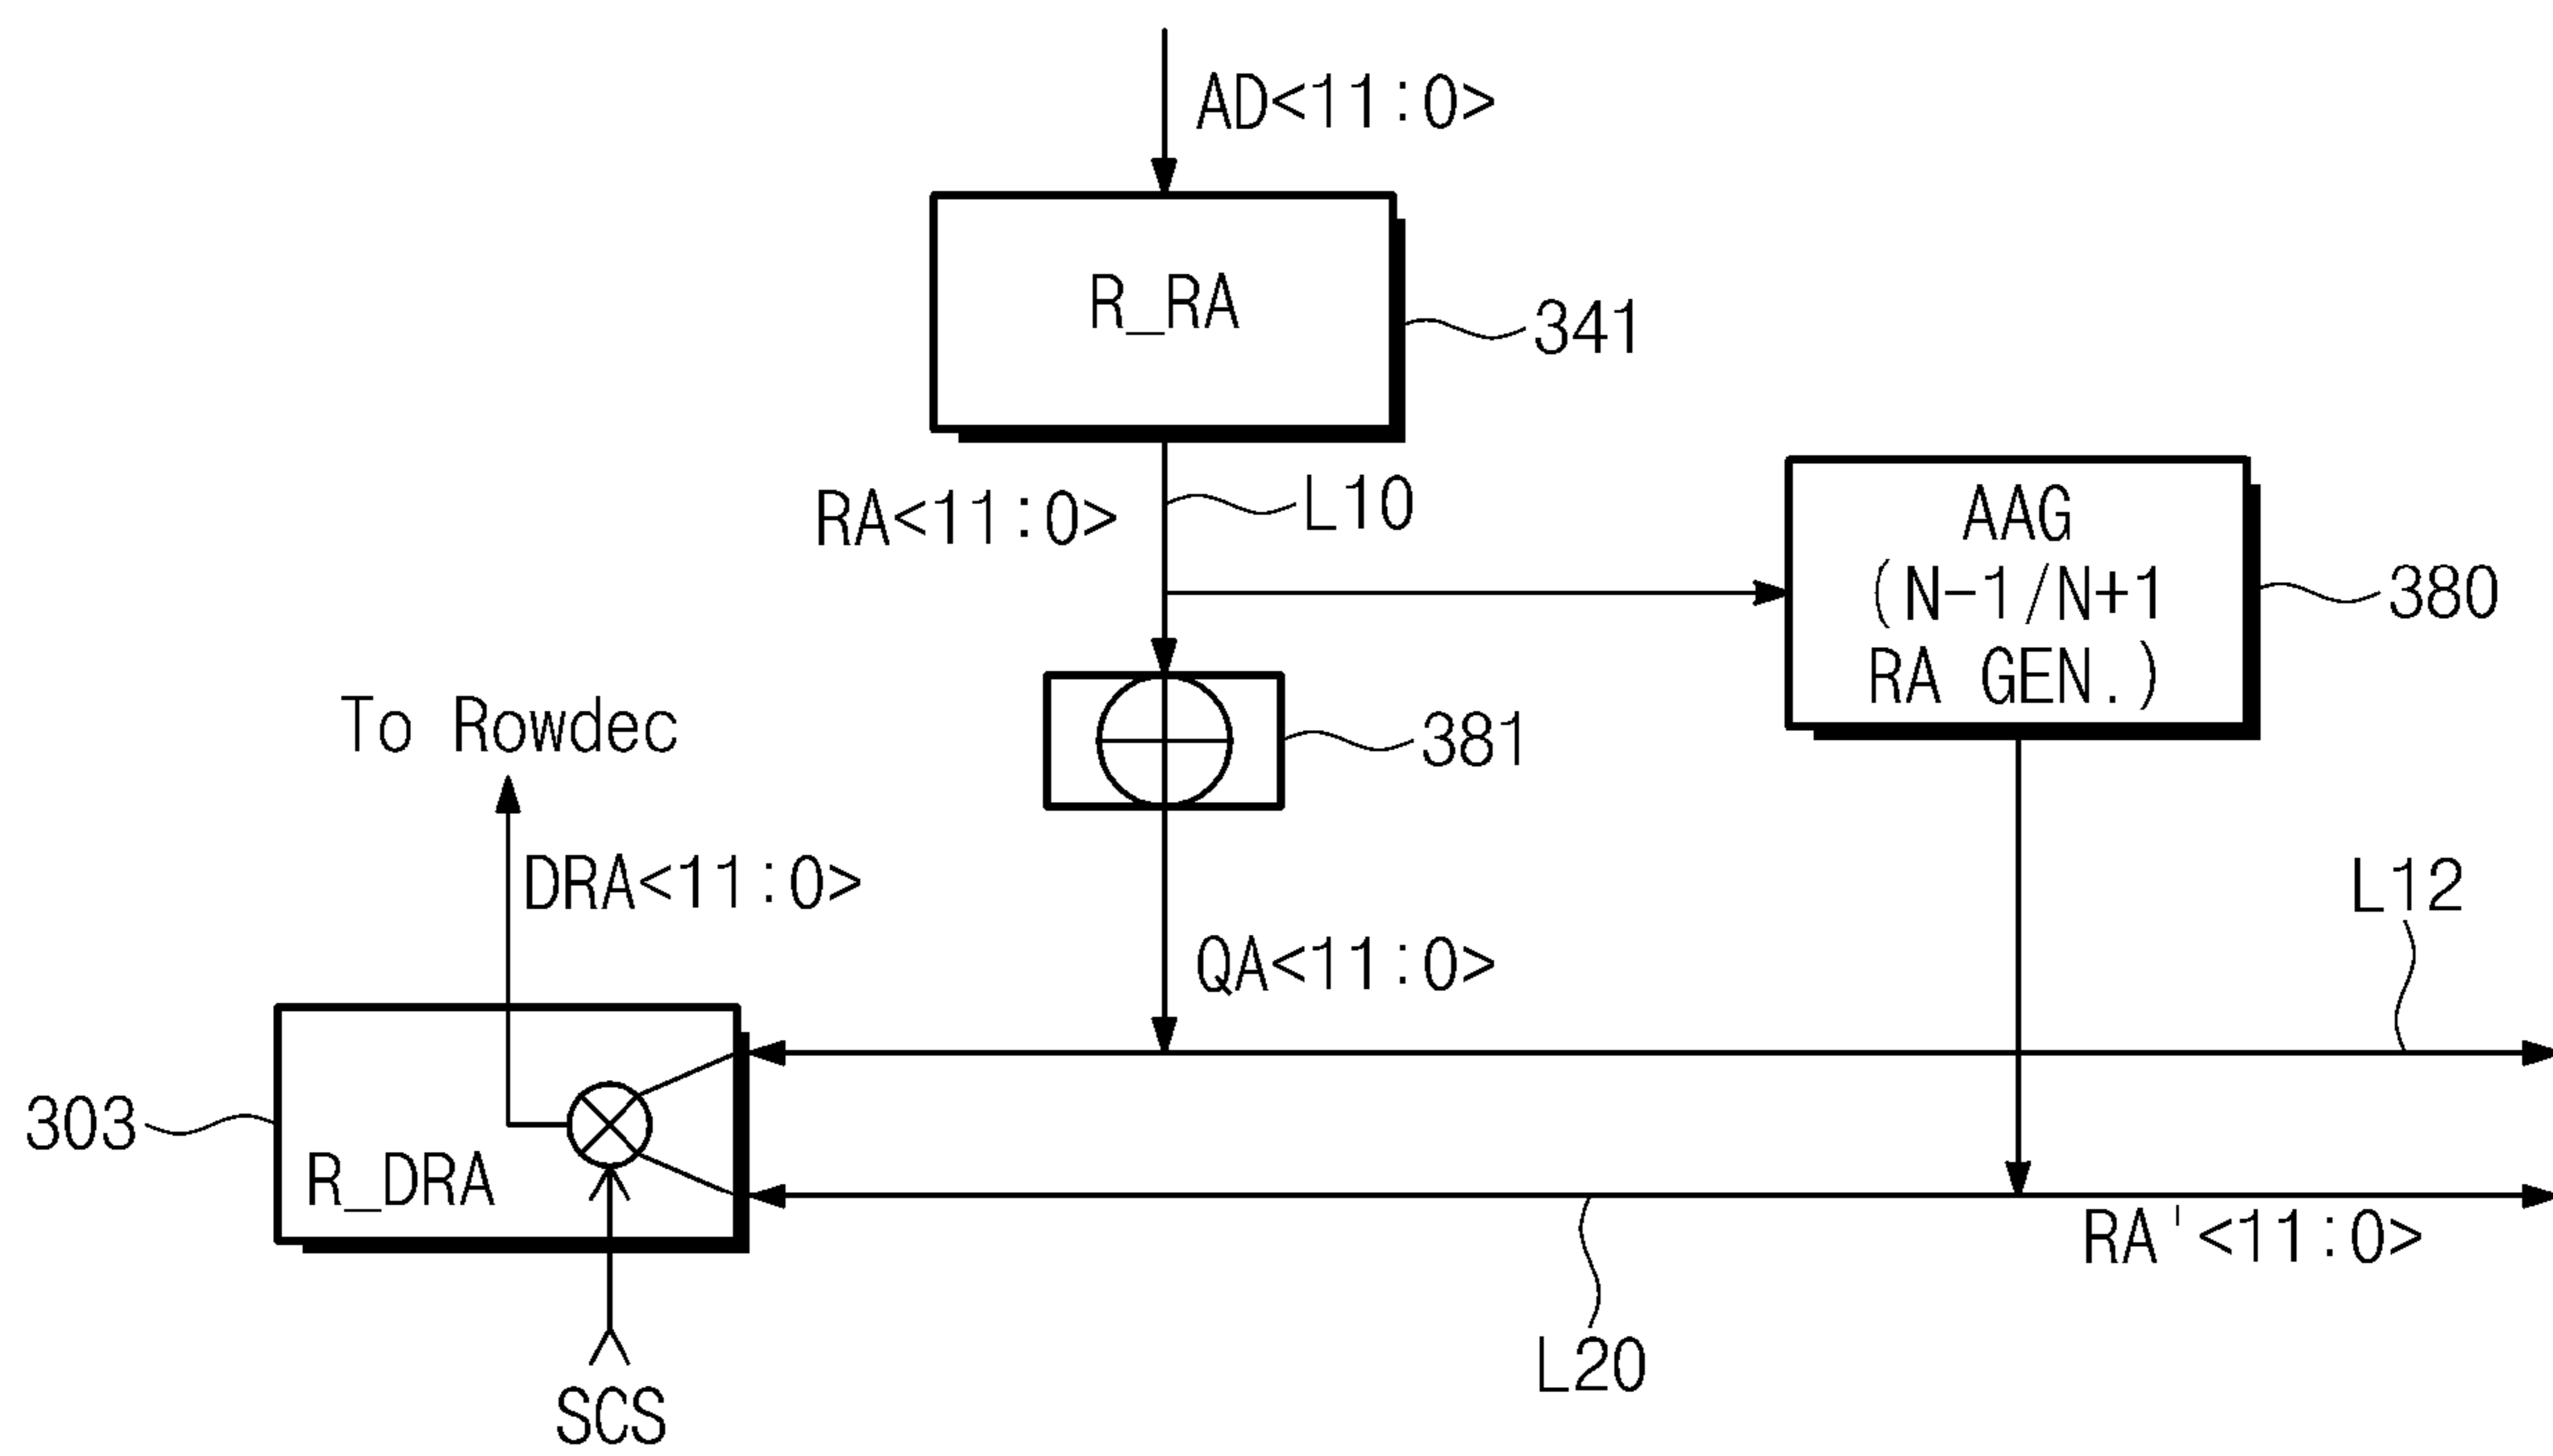 AD<11:0>
R_RA
341
RA<11:0>
L10
AAG
(N-1/N+1
RA GEN.)
380
To Rowdec
381
DRA<11:0>
L12
QA<11:0>
303
R_DRA
RA'<11:0>
L20
SCS